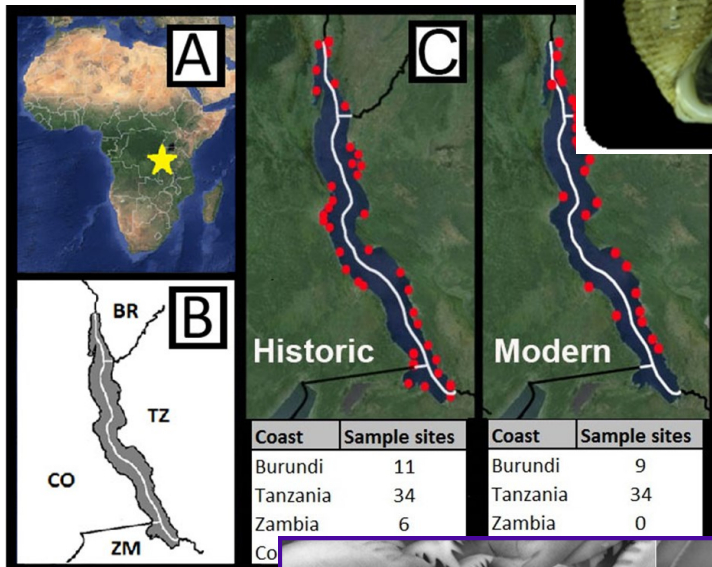 A
B
BR
TZ
CO
ZM
C
Historic
Modern
Coast Sample sites
Burundi 11
Tanzania 34
Zambia 6
Co
Coast Sample sites
Burundi 9
Tanzania 34
Zambia 0